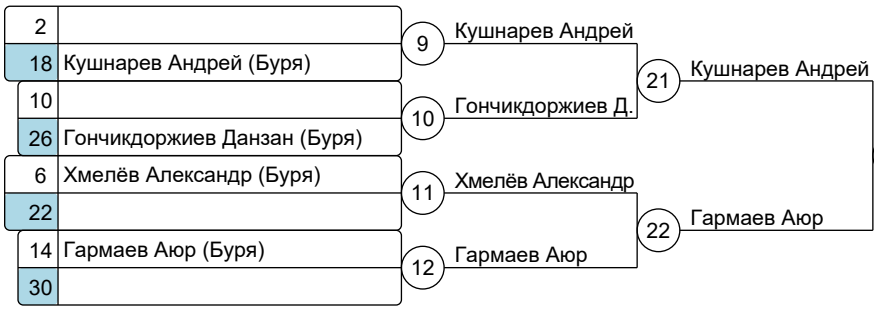 2
18 Кушнарев Андрей (Буря)
10
26 Гончикдоржиев Данзан (Буря)
6 Хмелёв Александр (Буря)
22
14 Гармаев Аюр (Буря)
30
9 Кушнарев Андрей
10 Гончикдоржиев Д.
11 Хмелёв Александр
12 Гармаев Аюр
21 Кушнарев Андрей
22 Гармаев Аюр